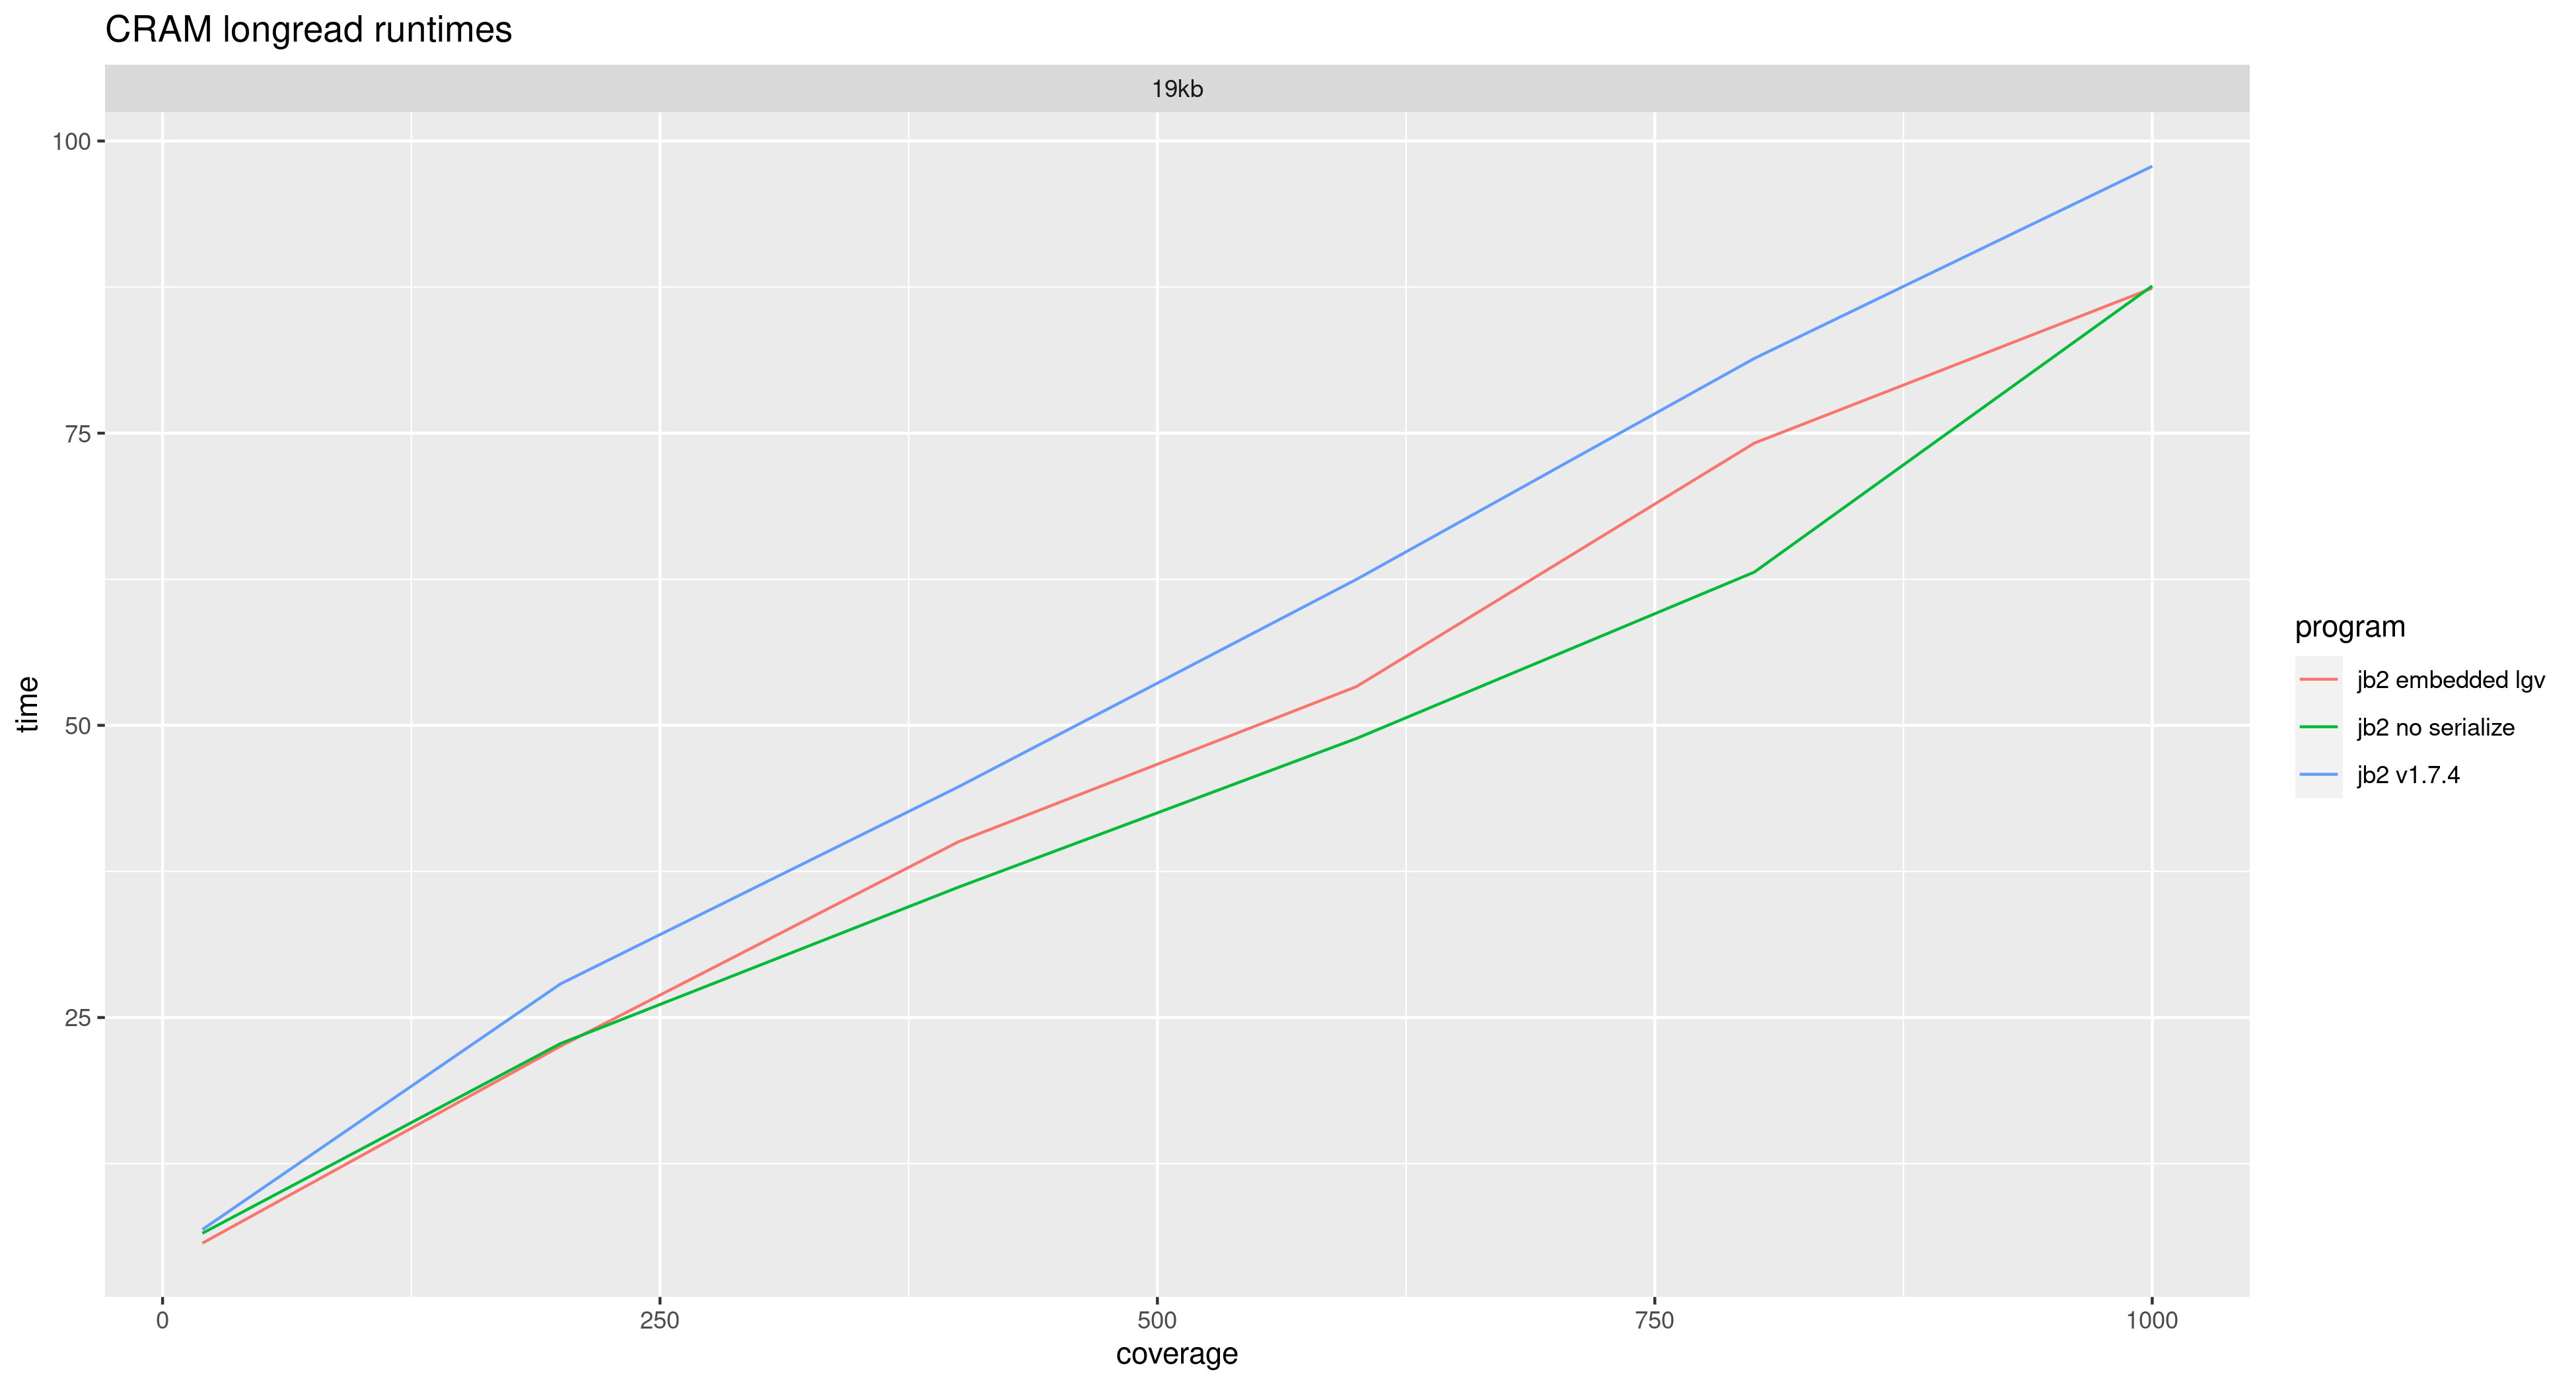 CRAM longread runtimes
19kb
100
75
50
25
time
0 250 500 750 1000
coverage
program
jb2 embedded lgv
jb2 no serialize
jb2 v1.7.4